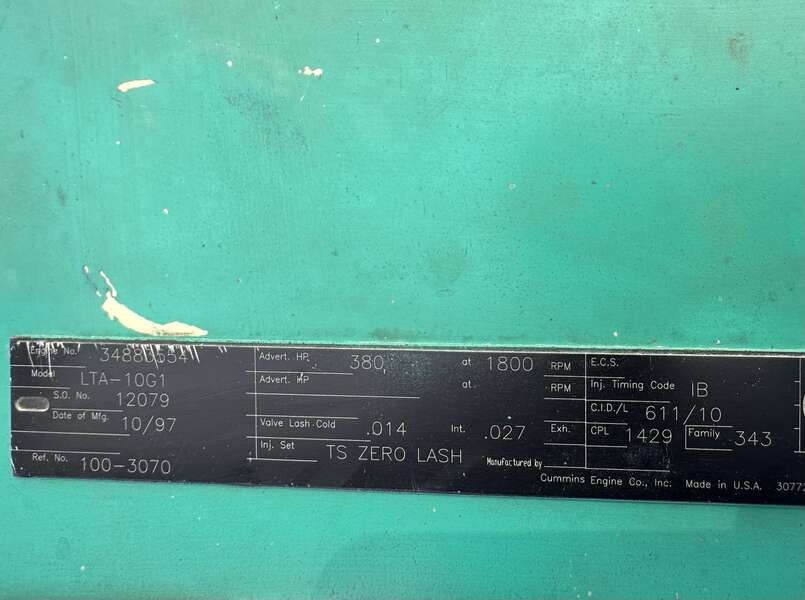 Engine No. Advert. HP. 380 at 1800 RPM E.C.S.
Model LTA-10G1 Advert. HP at RPM Inj. Timing Code IB
S.O. No. 12079 C.I.D./L 611/10
Date of Mfg. 10/97 Valve Lash Cold .014 Int. .027 Exh. CPL 1429 Family 343
Ref. No. 100-3070 Inj. Set TS ZERO LASH Manufactured by
Cummins Engine Co., Inc. Made in U.S.A.